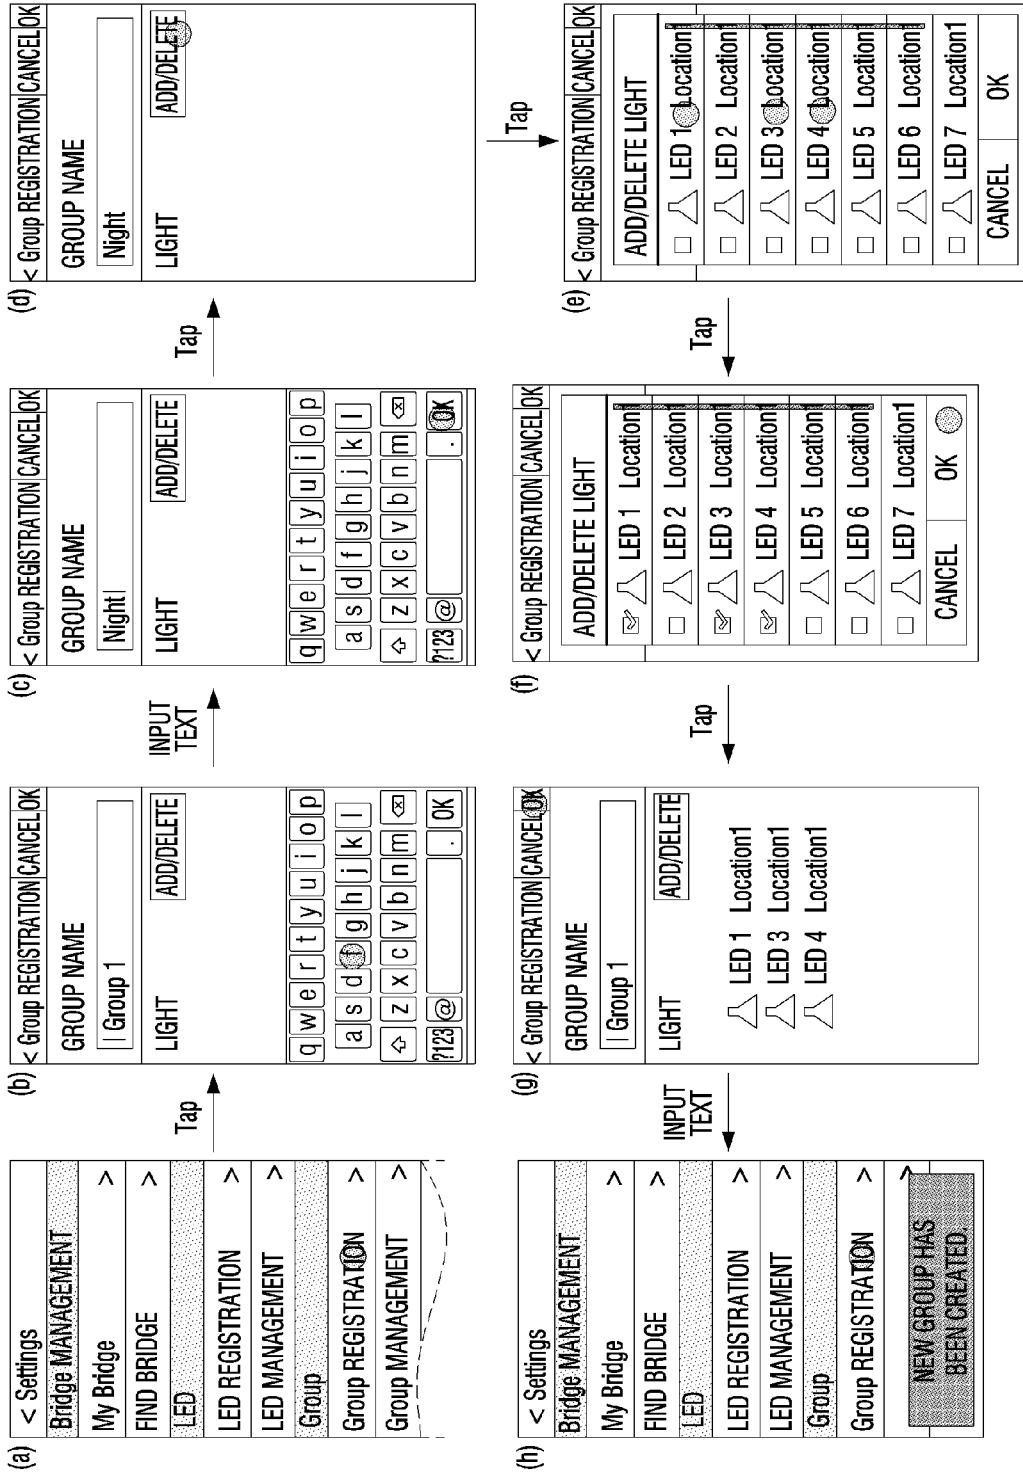 (a)
< Settings
Bridge MANAGEMENT
My Bridge >
FIND BRIDGE >
LED
LED REGISTRATION >
LED MANAGEMENT >
Group
Group REGISTRATION >
Group MANAGEMENT >
Tap
(b)
< Group REGISTRATION CANCEL OK
GROUP NAME
Group 1
LIGHT ADD/DELETE
q w e r t y u i o p
a s d f g h j k l
z x c v b n m
?123 @ . OK
INPUT
TEXT
(c)
< Group REGISTRATION CANCEL OK
GROUP NAME
Night
LIGHT ADD/DELETE
q w e r t y u i o p
a s d f g h j k l
z x c v b n m
?123 @ . OK
Tap
(d)
< Group REGISTRATION CANCEL OK
GROUP NAME
Night
LIGHT ADD/DELETE
Tap
(e)
< Group REGISTRATION CANCEL OK
ADD/DELETE LIGHT
LED 1 Location1
LED 2 Location1
LED 3 Location1
LED 4 Location1
LED 5 Location1
LED 6 Location1
LED 7 Location1
CANCEL OK
Tap
(f)
< Group REGISTRATION CANCEL OK
ADD/DELETE LIGHT
LED 1 Location1
LED 2 Location1
LED 3 Location1
LED 4 Location1
LED 5 Location1
LED 6 Location1
LED 7 Location1
CANCEL OK
Tap
(g)
< Group REGISTRATION CANCEL OK
GROUP NAME
Group 1
LIGHT ADD/DELETE
LED 1 Location1
LED 3 Location1
LED 4 Location1
INPUT
TEXT
(h)
< Settings
Bridge MANAGEMENT
My Bridge >
FIND BRIDGE >
LED
LED REGISTRATION >
LED MANAGEMENT >
Group
Group REGISTRATION >
NEW GROUP HAS
BEEN CREATED.